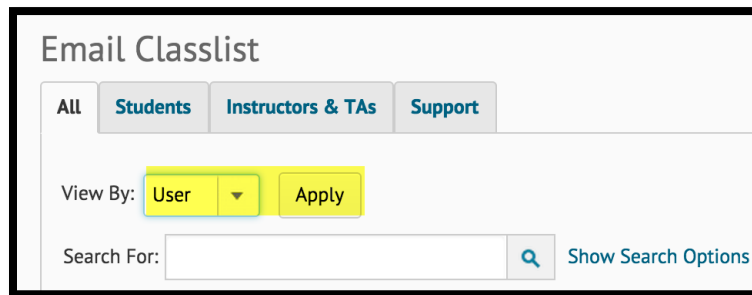 Email Classlist
All Students Instructors & TAs Support
View By: User Apply
Search For: Show Search Options